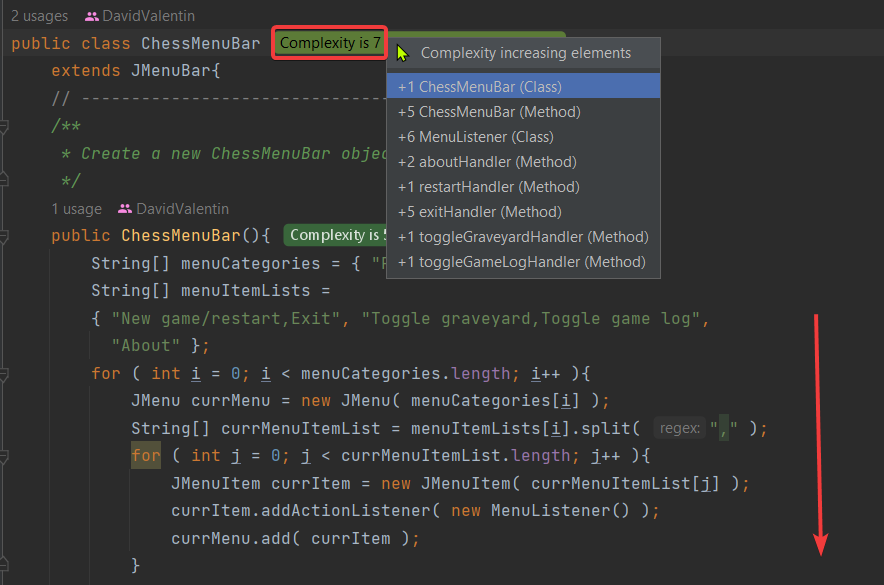 2 usages DavidValentin
public class ChessMenuBar Complexity is 7
Complexity increasing elements
extends JMenuBar{
+1 ChessMenuBar (Class)
// -------------------------------
+5 ChessMenuBar (Method)
/**
+6 MenuListener (Class)
* Create a new ChessMenuBar
+2 aboutHandler (Method)
*/
+1 restartHandler (Method)
1 usage DavidValentin
+5 exitHandler (Method)
public ChessMenuBar(){ Complexity is
+1 toggleGraveyardHandler (Method)
String[] menuCategories = { "
+1 toggleGameLogHandler (Method)
String[] menuItemLists =
{ "New game/restart,Exit", "Toggle graveyard,Toggle game log",
"About" };
for ( int i = 0; i < menuCategories.length; i++ ){
JMenu currMenu = new JMenu( menuCategories[i] );
String[] currMenuItemList = menuItemLists[i].split( regex: "," );
for ( int j = 0; j < currMenuItemList.length; j++ ){
JMenuItem currItem = new JMenuItem( currMenuItemList[j] );
currItem.addActionListener( new MenuListener() );
currMenu.add( currItem );
}